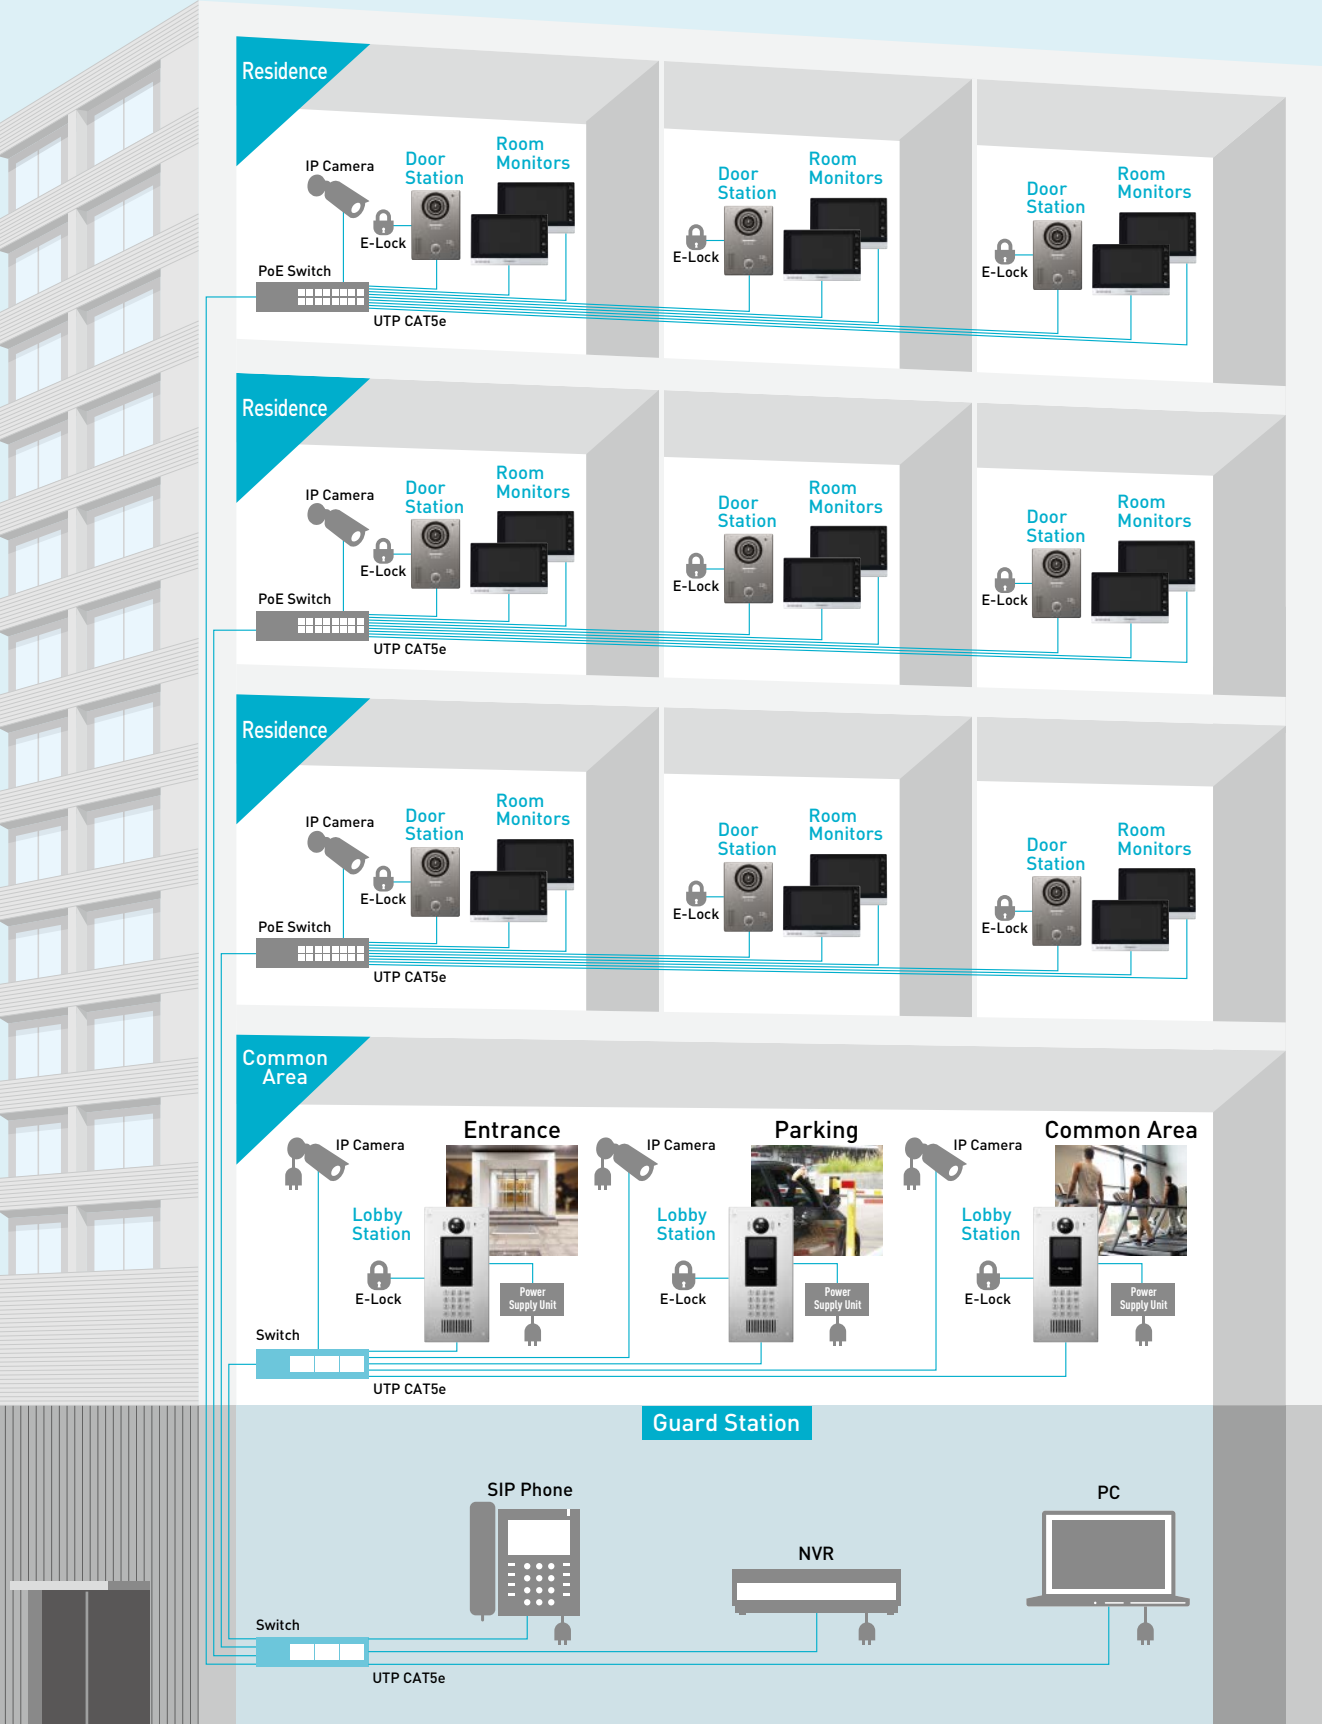 Residence
IP Camera
Door
Station
Room
Monitors
E-Lock
PoE Switch
UTP CAT5e
Door
Station
Room
Monitors
E-Lock
Door
Station
Room
Monitors
E-Lock
Residence
IP Camera
Door
Station
Room
Monitors
E-Lock
PoE Switch
UTP CAT5e
Door
Station
Room
Monitors
E-Lock
Door
Station
Room
Monitors
E-Lock
Residence
IP Camera
Door
Station
Room
Monitors
E-Lock
PoE Switch
UTP CAT5e
Door
Station
Room
Monitors
E-Lock
Door
Station
Room
Monitors
E-Lock
Common
Area
IP Camera
Entrance
Lobby
Station
E-Lock
Power
Supply Unit
IP Camera
Parking
Lobby
Station
E-Lock
Power
Supply Unit
IP Camera
Common Area
Lobby
Station
E-Lock
Power
Supply Unit
Switch
UTP CAT5e
Guard Station
SIP Phone
NVR
PC
Switch
UTP CAT5e